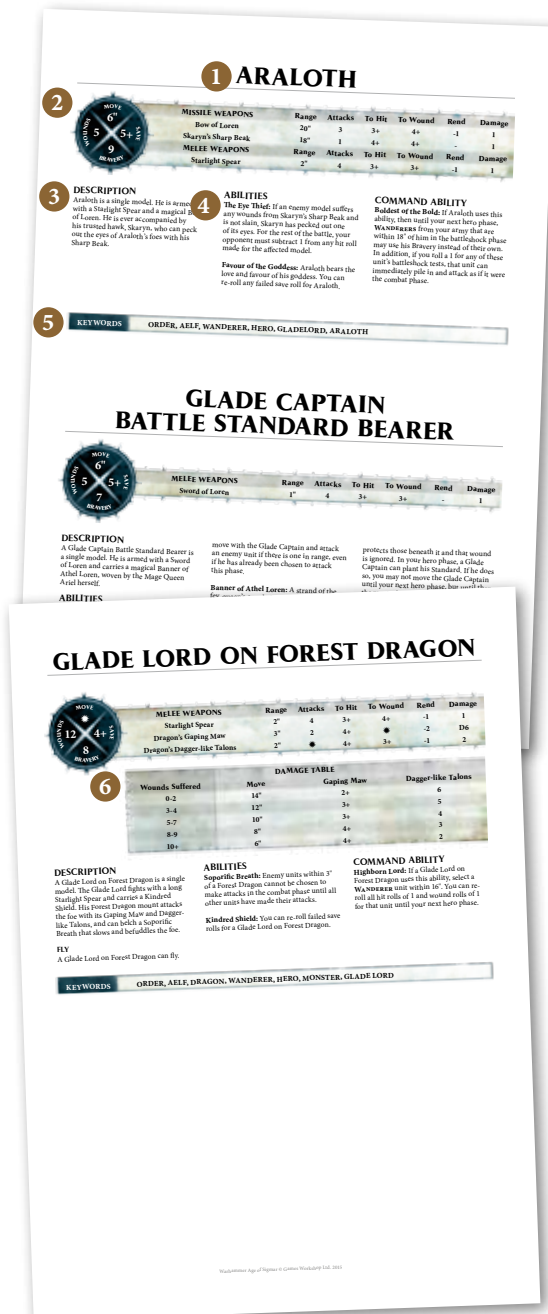 1 ARALOTH
2
MOVE
6"
WOUNDS 5 5+ SAVE
9
BRAVERY
MISSILE WEAPONS Range Attacks To Hit To Wound Rend Damage
Bow of Loren 20" 3 3+ 4+ -1 1
Skaryn's Sharp Beak 18" 1 4+ 4+ - 1
MELEE WEAPONS Range Attacks To Hit To Wound Rend Damage
Starlight Spear 2" 4 3+ 3+ -1 1
3 DESCRIPTION
Araloth is a single model. He is armed
with a Starlight Spear and a magical
of Loren. He is ever accompanied by
his trusted hawk, Skaryn, who can peck
out the eyes of Araloth's foes with his
Sharp Beak.
4 ABILITIES
The Eye Thief: If an enemy model suffers
any wounds from Skaryn's Sharp Beak and
is not slain, Skaryn has pecked out one
of its eyes. For the rest of the battle, your
opponent must subtract 1 from any hit roll
made for the affected model.
Favour of the Goddess: Araloth bears the
love and favour of his goddess. You can
re-roll any failed save roll for Araloth.
COMMAND ABILITY
Boldest of the Bold: If Araloth uses this
ability, then until your next hero phase,
WANDERERS from your army that are
within 18" of him in the battleshock phase
may use his Bravery instead of their own.
In addition, if you roll a 1 for any of these
unit's battleshock tests, that unit can
immediately pile in and attack as if it were
the combat phase.
5 KEYWORDS ORDER, AELF, WANDERER, HERO, GLADELORD, ARALOTH
GLADE CAPTAIN
BATTLE STANDARD BEARER
MOVE
6"
WOUNDS 5 5+ SAVE
7
BRAVERY
MELEE WEAPONS Range Attacks To Hit To Wound Rend Damage
Sword of Loren 1" 4 3+ 3+ - 1
DESCRIPTION
A Glade Captain Battle Standard Bearer is
a single model. He is armed with a Sword
of Loren and carries a magical Banner of
Athel Loren, woven by the Mage Queen
Ariel herself.
ABILITIES
move with the Glade Captain and attack
an enemy unit if there is one in range, even
if he has already been chosen to attack
this phase.
Banner of Athel Loren: A strand of the
protects those beneath it and that wound
is ignored. In your hero phase, a Glade
Captain can plant his Standard. If he does
so, you may not move the Glade Captain
until your next hero phase, but until
GLADE LORD ON FOREST DRAGON
MOVE
✹
WOUNDS 12 4+ SAVE
8
BRAVERY
MELEE WEAPONS Range Attacks To Hit To Wound Rend Damage
Starlight Spear 2" 4 3+ 4+ -1 1
Dragon's Gaping Maw 3" 2 4+ ✹ -2 D6
Dragon's Dagger-like Talons 2" ✹ 4+ 3+ -1 2
6
DAMAGE TABLE
Wounds Suffered Move Gaping Maw Dagger-like Talons
0-2 14" 2+ 6
3-4 12" 3+ 5
5-7 10" 3+ 4
8-9 8" 4+ 3
10+ 6" 4+ 2
DESCRIPTION
A Glade Lord on Forest Dragon is a single
model. The Glade Lord fights with a long
Starlight Spear and carries a Kindred
Shield. His Forest Dragon mount attacks
the foe with its Gaping Maw and Dagger-
like Talons, and can belch a Soporific
Breath that slows and befuddles the foe.
FLY
A Glade Lord on Forest Dragon can fly.
ABILITIES
Soporific Breath: Enemy units within 3"
of a Forest Dragon cannot be chosen to
make attacks in the combat phase until all
other units have made their attacks.
Kindred Shield: You can re-roll failed save
rolls for a Glade Lord on Forest Dragon.
COMMAND ABILITY
Highborn Lord: If a Glade Lord on
Forest Dragon uses this ability, select a
WANDERER unit within 16". You can re-
roll all hit rolls of 1 and wound rolls of 1
for that unit until your next hero phase.
KEYWORDS ORDER, AELF, DRAGON, WANDERER, HERO, MONSTER, GLADE LORD
Warhammer Age of Sigmar © Games Workshop Ltd. 2015